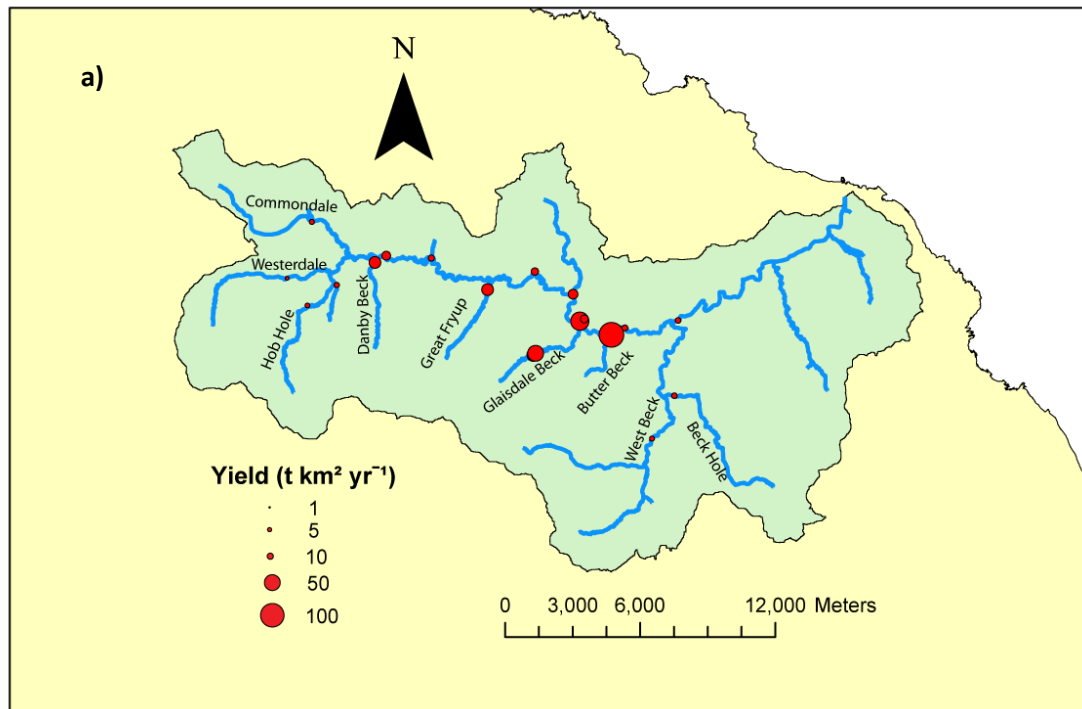 N
a)
Commondale
Westerdale
Hob Hole
Danby Beck
Great Fryup
Glaisdale Beck
Butter Beck
West Beck
Beck Hole
Yield (t km² yr⁻¹)
1
5
10
50
100
0 3,000 6,000 12,000 Meters